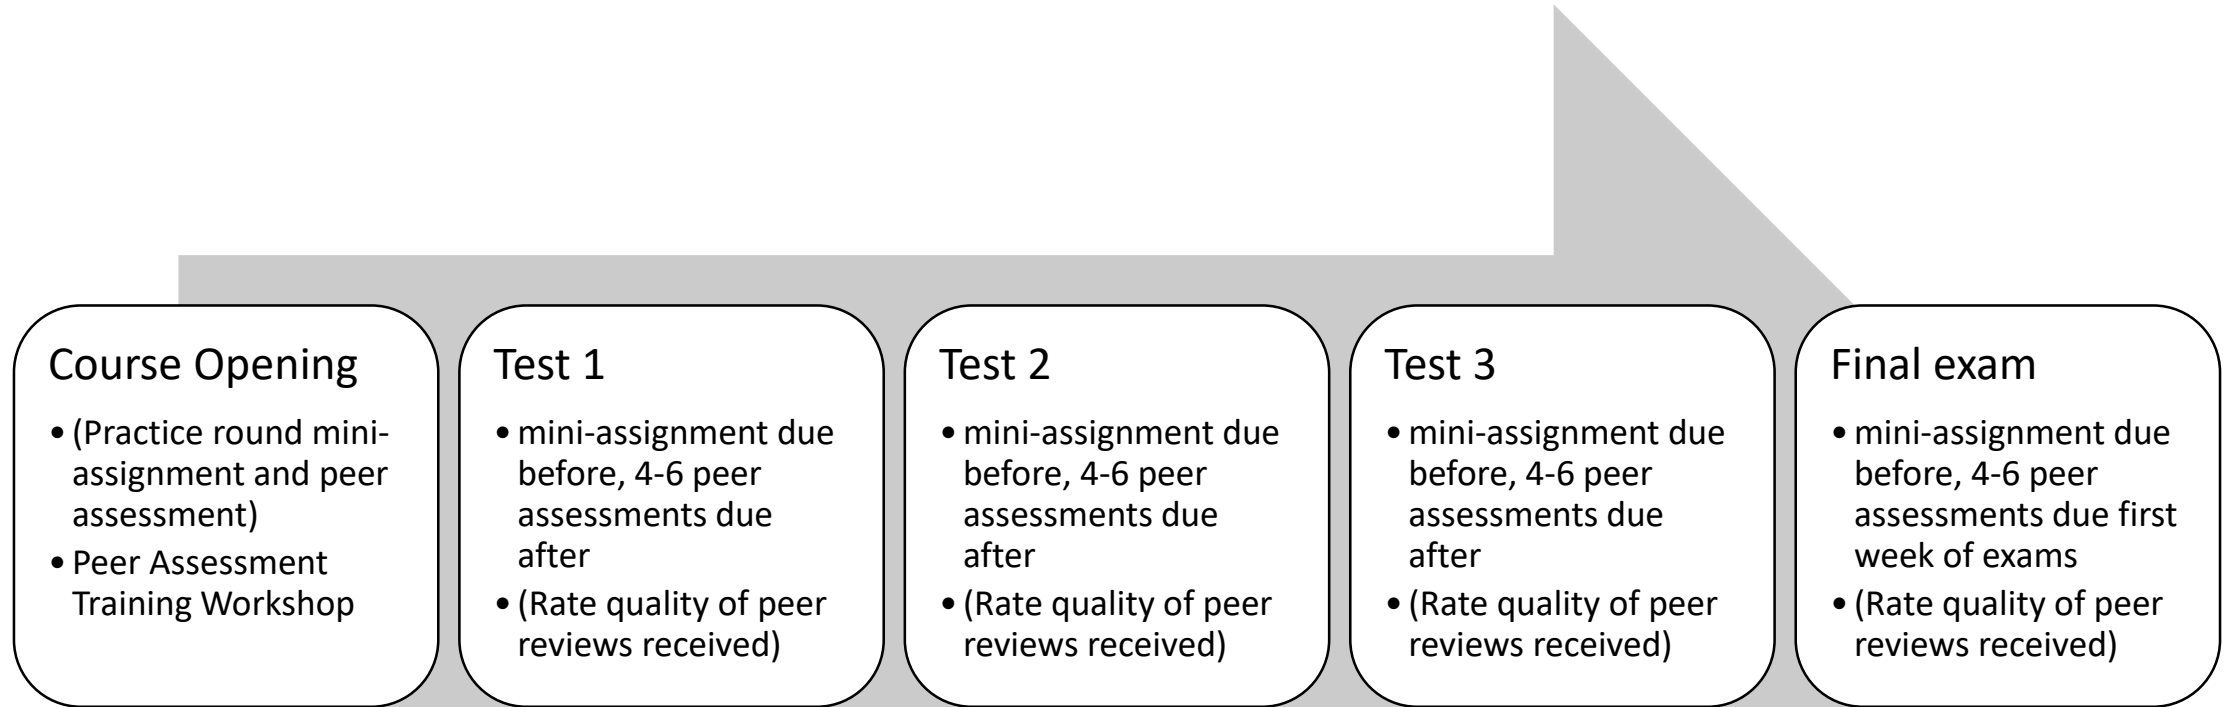 Course Opening
• (Practice round mini-
assignment and peer
assessment)
• Peer Assessment
Training Workshop
Test 1
• mini-assignment due
before, 4-6 peer
assessments due
after
• (Rate quality of peer
reviews received)
Test 2
• mini-assignment due
before, 4-6 peer
assessments due
after
• (Rate quality of peer
reviews received)
Test 3
• mini-assignment due
before, 4-6 peer
assessments due
after
• (Rate quality of peer
reviews received)
Final exam
• mini-assignment due
before, 4-6 peer
assessments due first
week of exams
• (Rate quality of peer
reviews received)